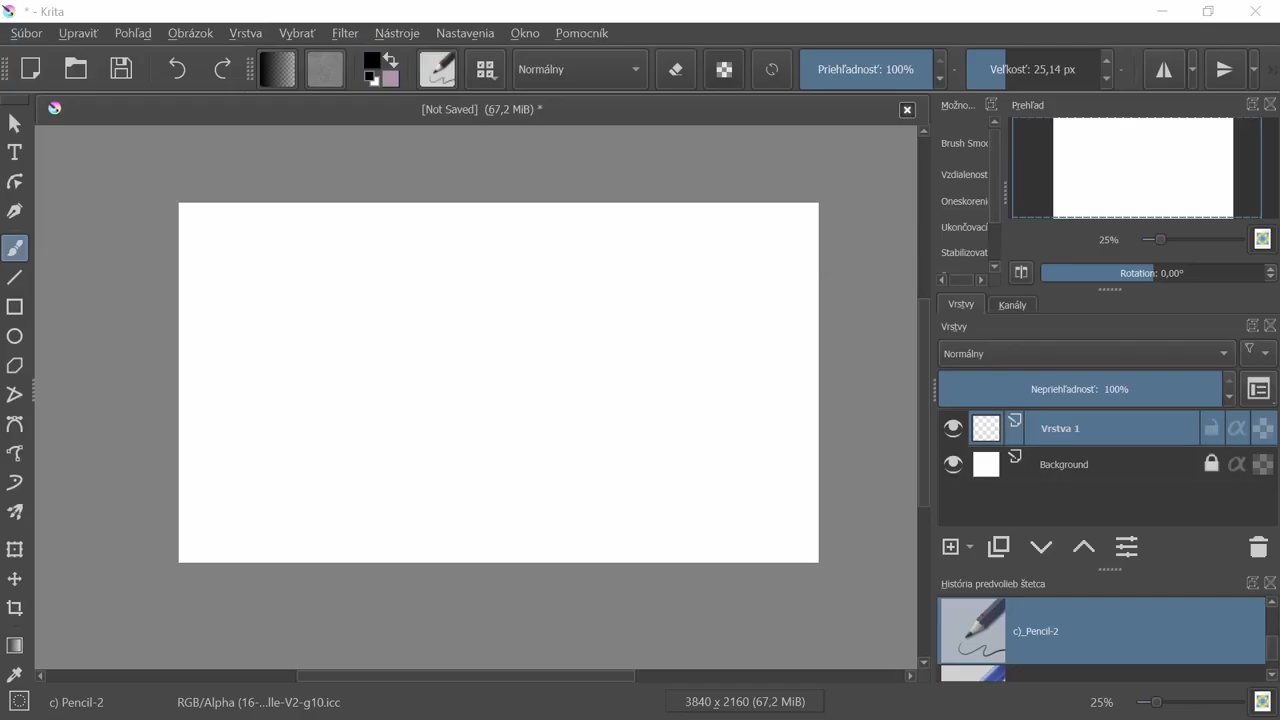 * - Krita
Súbor Upraviť Pohľad Obrázok Vrstva Vybrať Filter Nástroje Nastavenia Okno Pomocník
Normálny Priehľadnosť: 100% Veľkosť: 25,14 px
[Not Saved] (67,2 MiB) *
Možno...
Prehľad
Brush Smoo
Vzdialenosť
Oneskoreni
Ukončovaci
Stabilizovať
25%
Rotation: 0,00°
Vrstvy Kanály
Vrstvy
Normálny
Nepriehľadnosť: 100%
Vrstva 1
Background
História predvolieb štetca
c)_Pencil-2
c) Pencil-2 RGB/Alpha (16-...lle-V2-g10.icc 3840 x 2160 (67,2 MiB) 25%